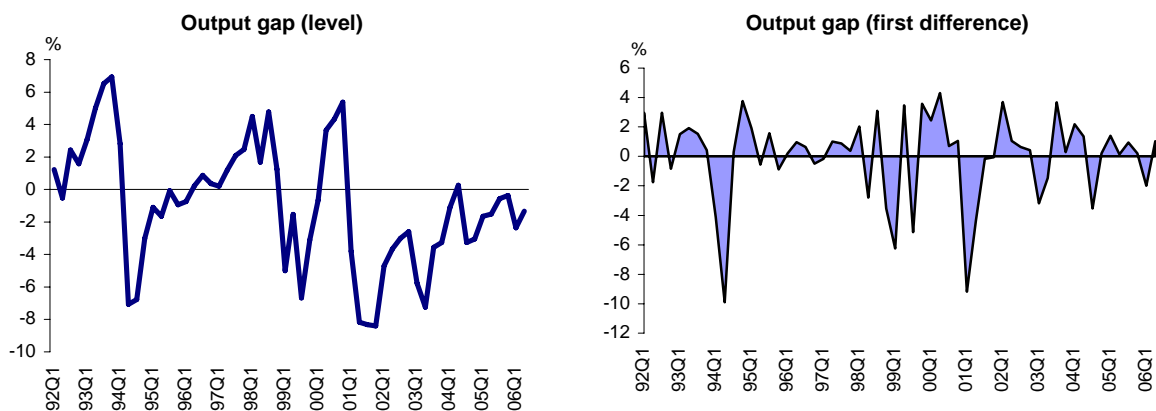 Output gap (level)
%
8
6
4
2
0
-2
-4
-6
-8
-10
92Q1
93Q1
94Q1
95Q1
96Q1
97Q1
98Q1
99Q1
00Q1
01Q1
02Q1
03Q1
04Q1
05Q1
06Q1
Output gap (first difference)
%
6
4
2
0
-2
-4
-6
-8
-10
-12
92Q1
93Q1
94Q1
95Q1
96Q1
97Q1
98Q1
99Q1
00Q1
01Q1
02Q1
03Q1
04Q1
05Q1
06Q1